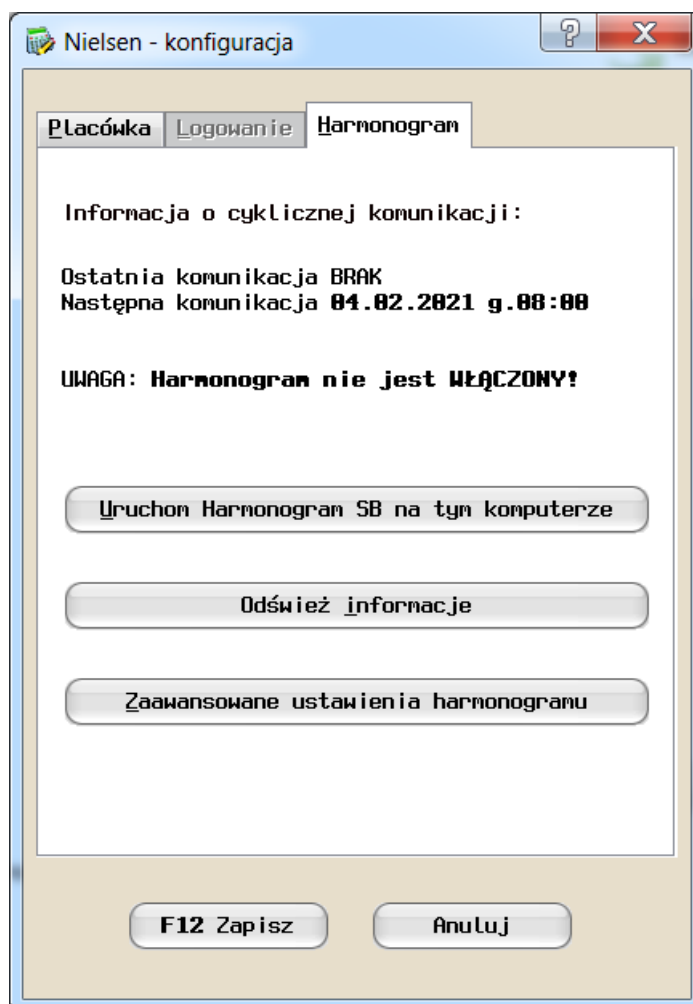 Nielsen - konfiguracja
Placówka Logowanie Harmonogram
Informacja o cyklicznej komunikacji:
Ostatnia komunikacja BRAK
Następna komunikacja 04.02.2021 g.08:00
UWAGA: Harmonogram nie jest WŁĄCZONY!
Uruchom Harmonogram SB na tym komputerze
Odśwież informacje
Zaawansowane ustawienia harmonogramu
F12 Zapisz Anuluj